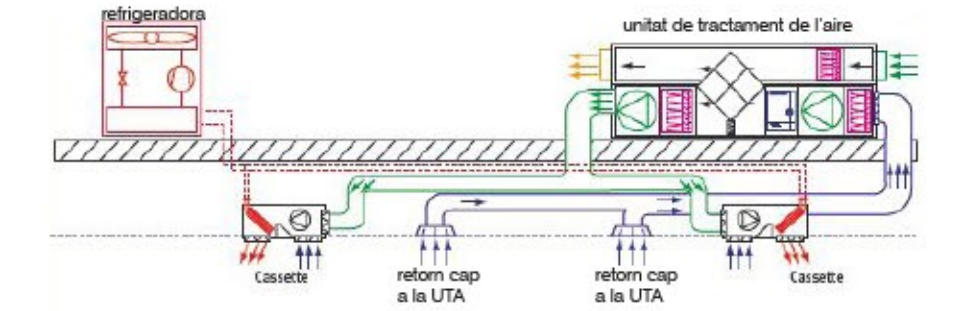 refrigeradora
unitat de tractament de l'aire
Cassette
retorn cap
a la UTA
retorn cap
a la UTA
Cassette